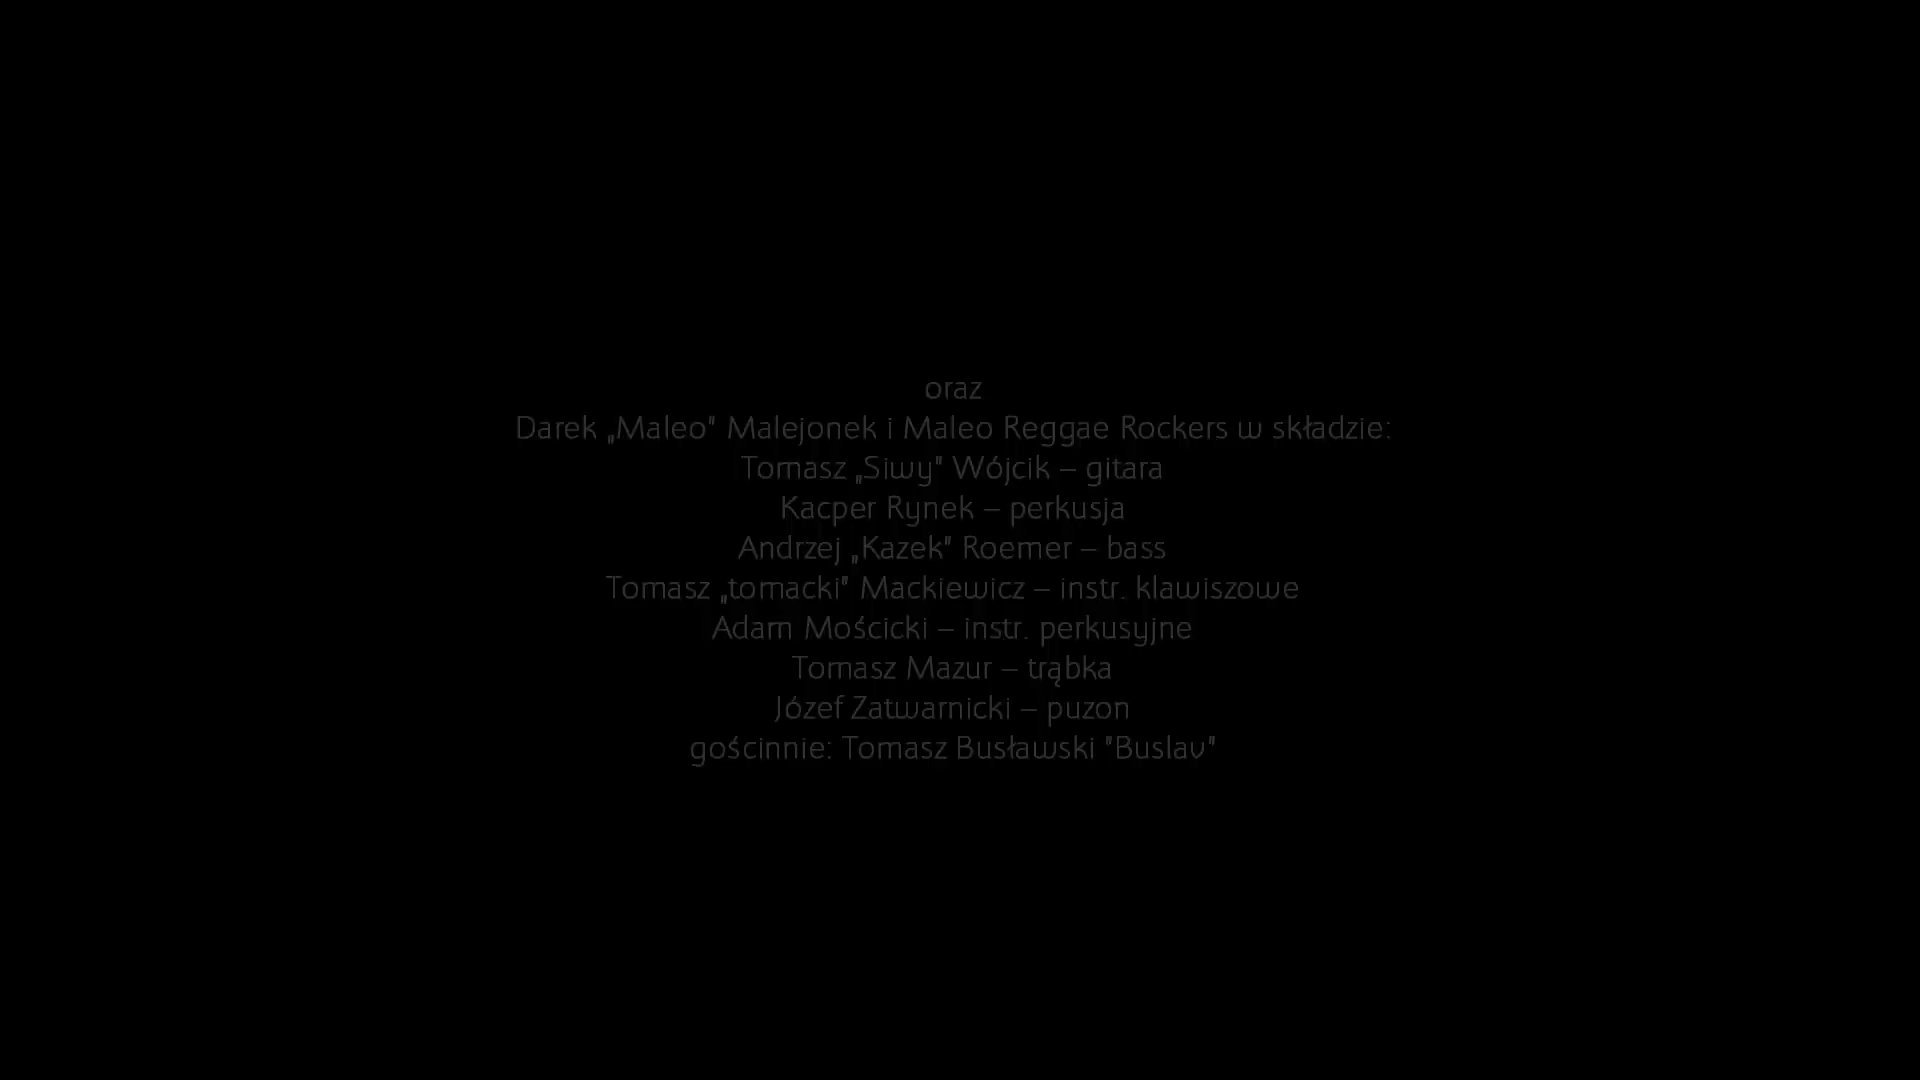 oraz
Darek „Maleo" Malejonek i Maleo Reggae Rockers w składzie:
Tomasz „Siwy" Wójcik – gitara
Kacper Rynek – perkusja
Andrzej „Kazek" Roemer – bass
Tomasz „tomacki" Mackiewicz – instr. klawiszowe
Adam Mościcki – instr. perkusyjne
Tomasz Mazur – trąbka
Józef Zatwarnicki – puzon
gościnnie: Tomasz Busławski "Buslav"